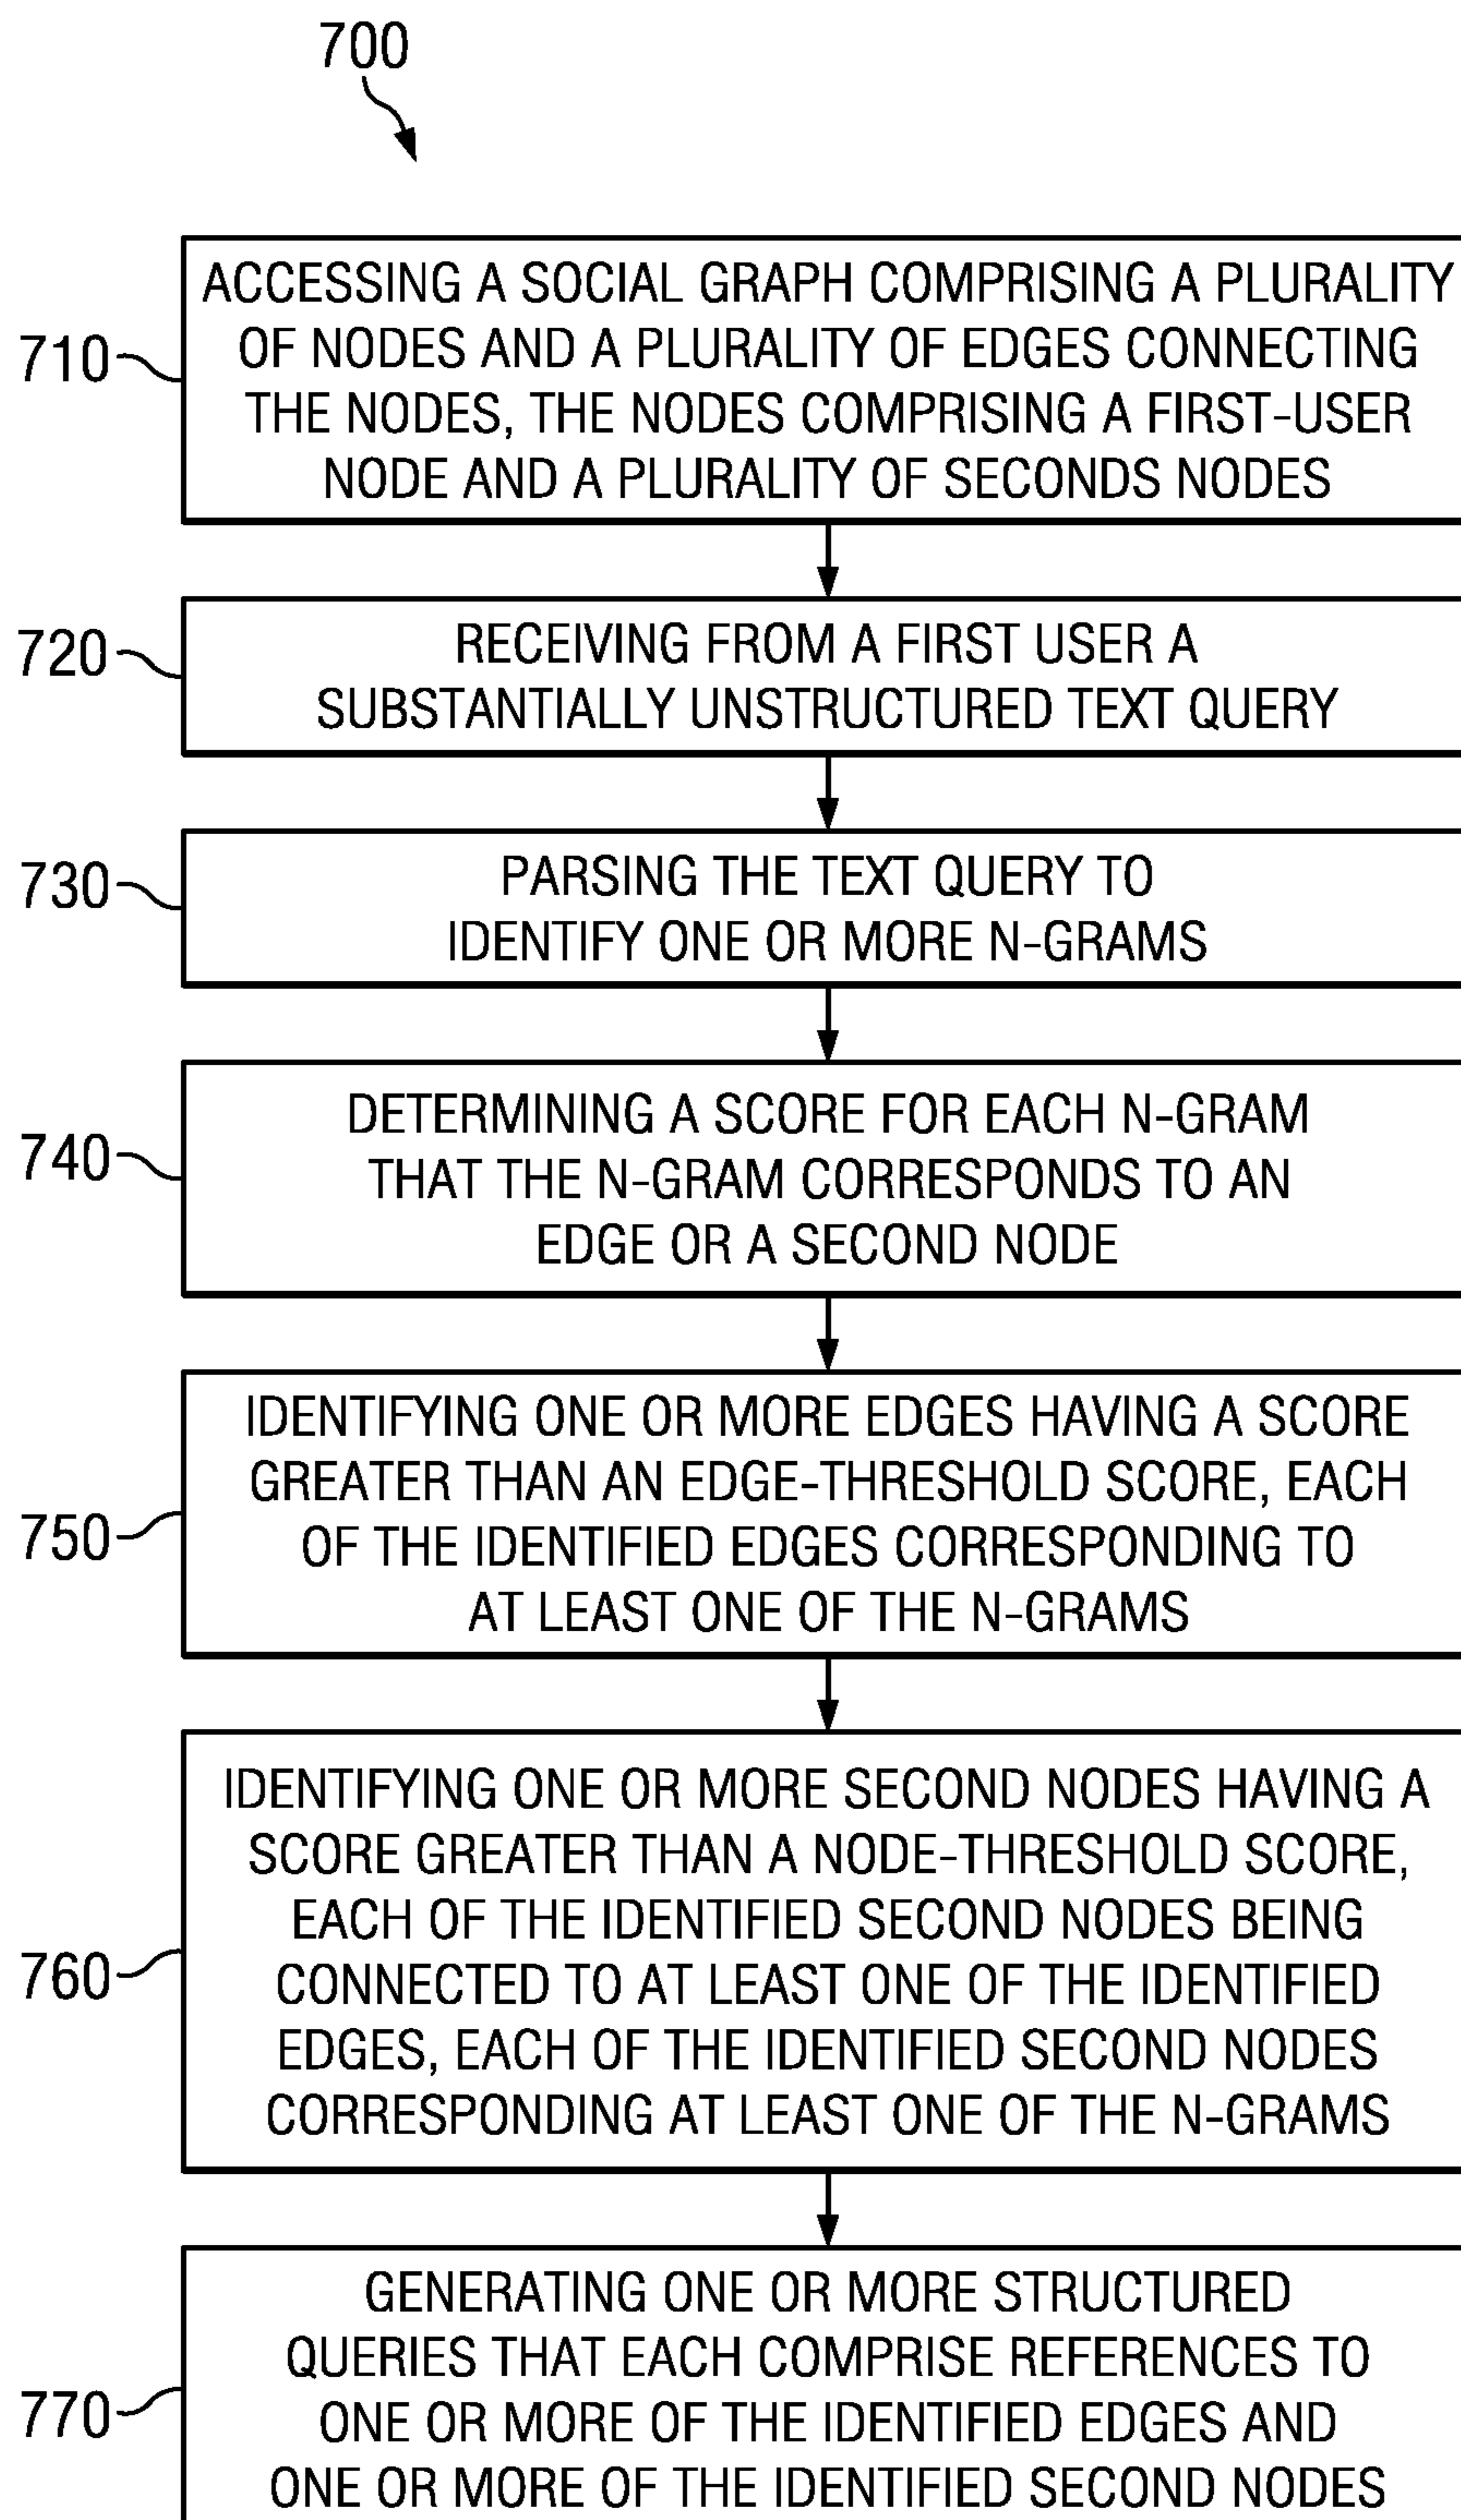 700
710
ACCESSING A SOCIAL GRAPH COMPRISING A PLURALITY
OF NODES AND A PLURALITY OF EDGES CONNECTING
THE NODES, THE NODES COMPRISING A FIRST-USER
NODE AND A PLURALITY OF SECONDS NODES
720
RECEIVING FROM A FIRST USER A
SUBSTANTIALLY UNSTRUCTURED TEXT QUERY
730
PARSING THE TEXT QUERY TO
IDENTIFY ONE OR MORE N-GRAMS
740
DETERMINING A SCORE FOR EACH N-GRAM
THAT THE N-GRAM CORRESPONDS TO AN
EDGE OR A SECOND NODE
750
IDENTIFYING ONE OR MORE EDGES HAVING A SCORE
GREATER THAN AN EDGE-THRESHOLD SCORE, EACH
OF THE IDENTIFIED EDGES CORRESPONDING TO
AT LEAST ONE OF THE N-GRAMS
760
IDENTIFYING ONE OR MORE SECOND NODES HAVING A
SCORE GREATER THAN A NODE-THRESHOLD SCORE,
EACH OF THE IDENTIFIED SECOND NODES BEING
CONNECTED TO AT LEAST ONE OF THE IDENTIFIED
EDGES, EACH OF THE IDENTIFIED SECOND NODES
CORRESPONDING AT LEAST ONE OF THE N-GRAMS
770
GENERATING ONE OR MORE STRUCTURED
QUERIES THAT EACH COMPRISE REFERENCES TO
ONE OR MORE OF THE IDENTIFIED EDGES AND
ONE OR MORE OF THE IDENTIFIED SECOND NODES